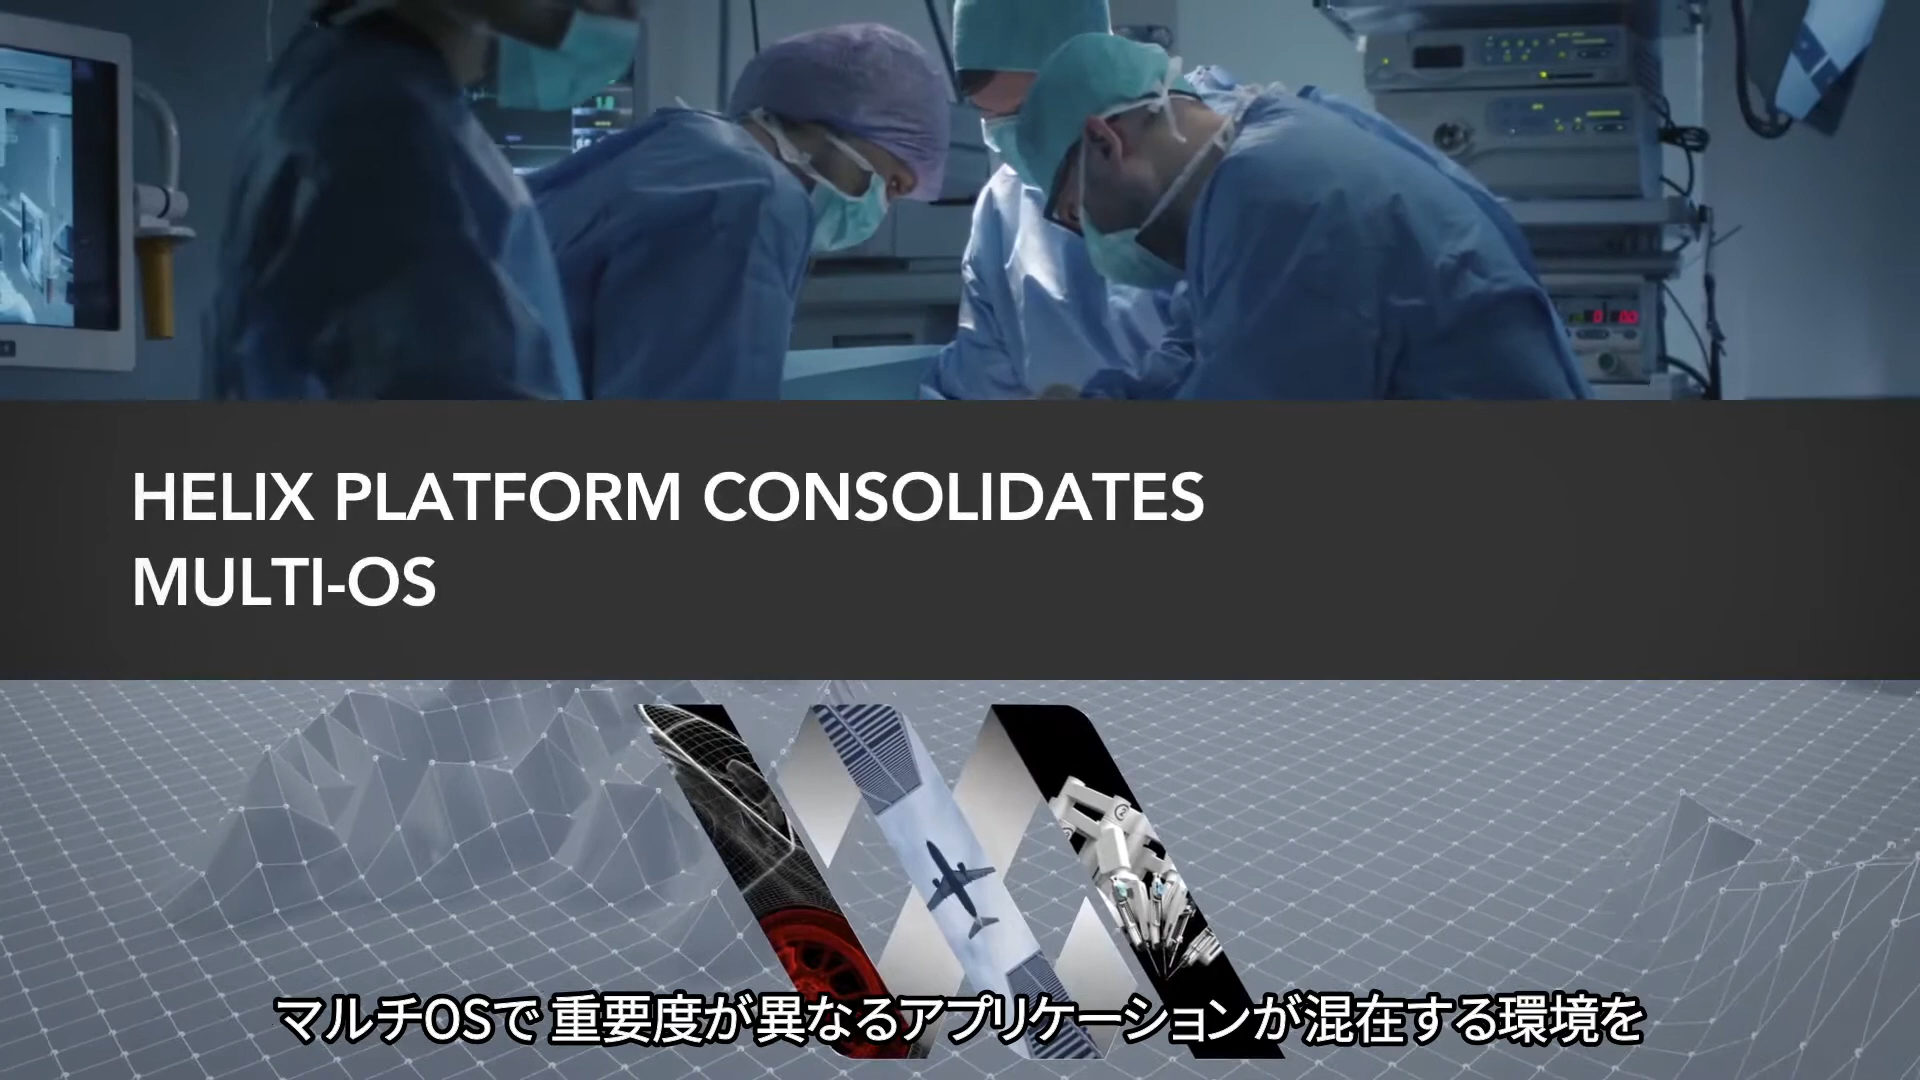 HELIX PLATFORM CONSOLIDATES
MULTI-OS
マルチOSで 重要度が異なるアプリケーションが混在する環境を